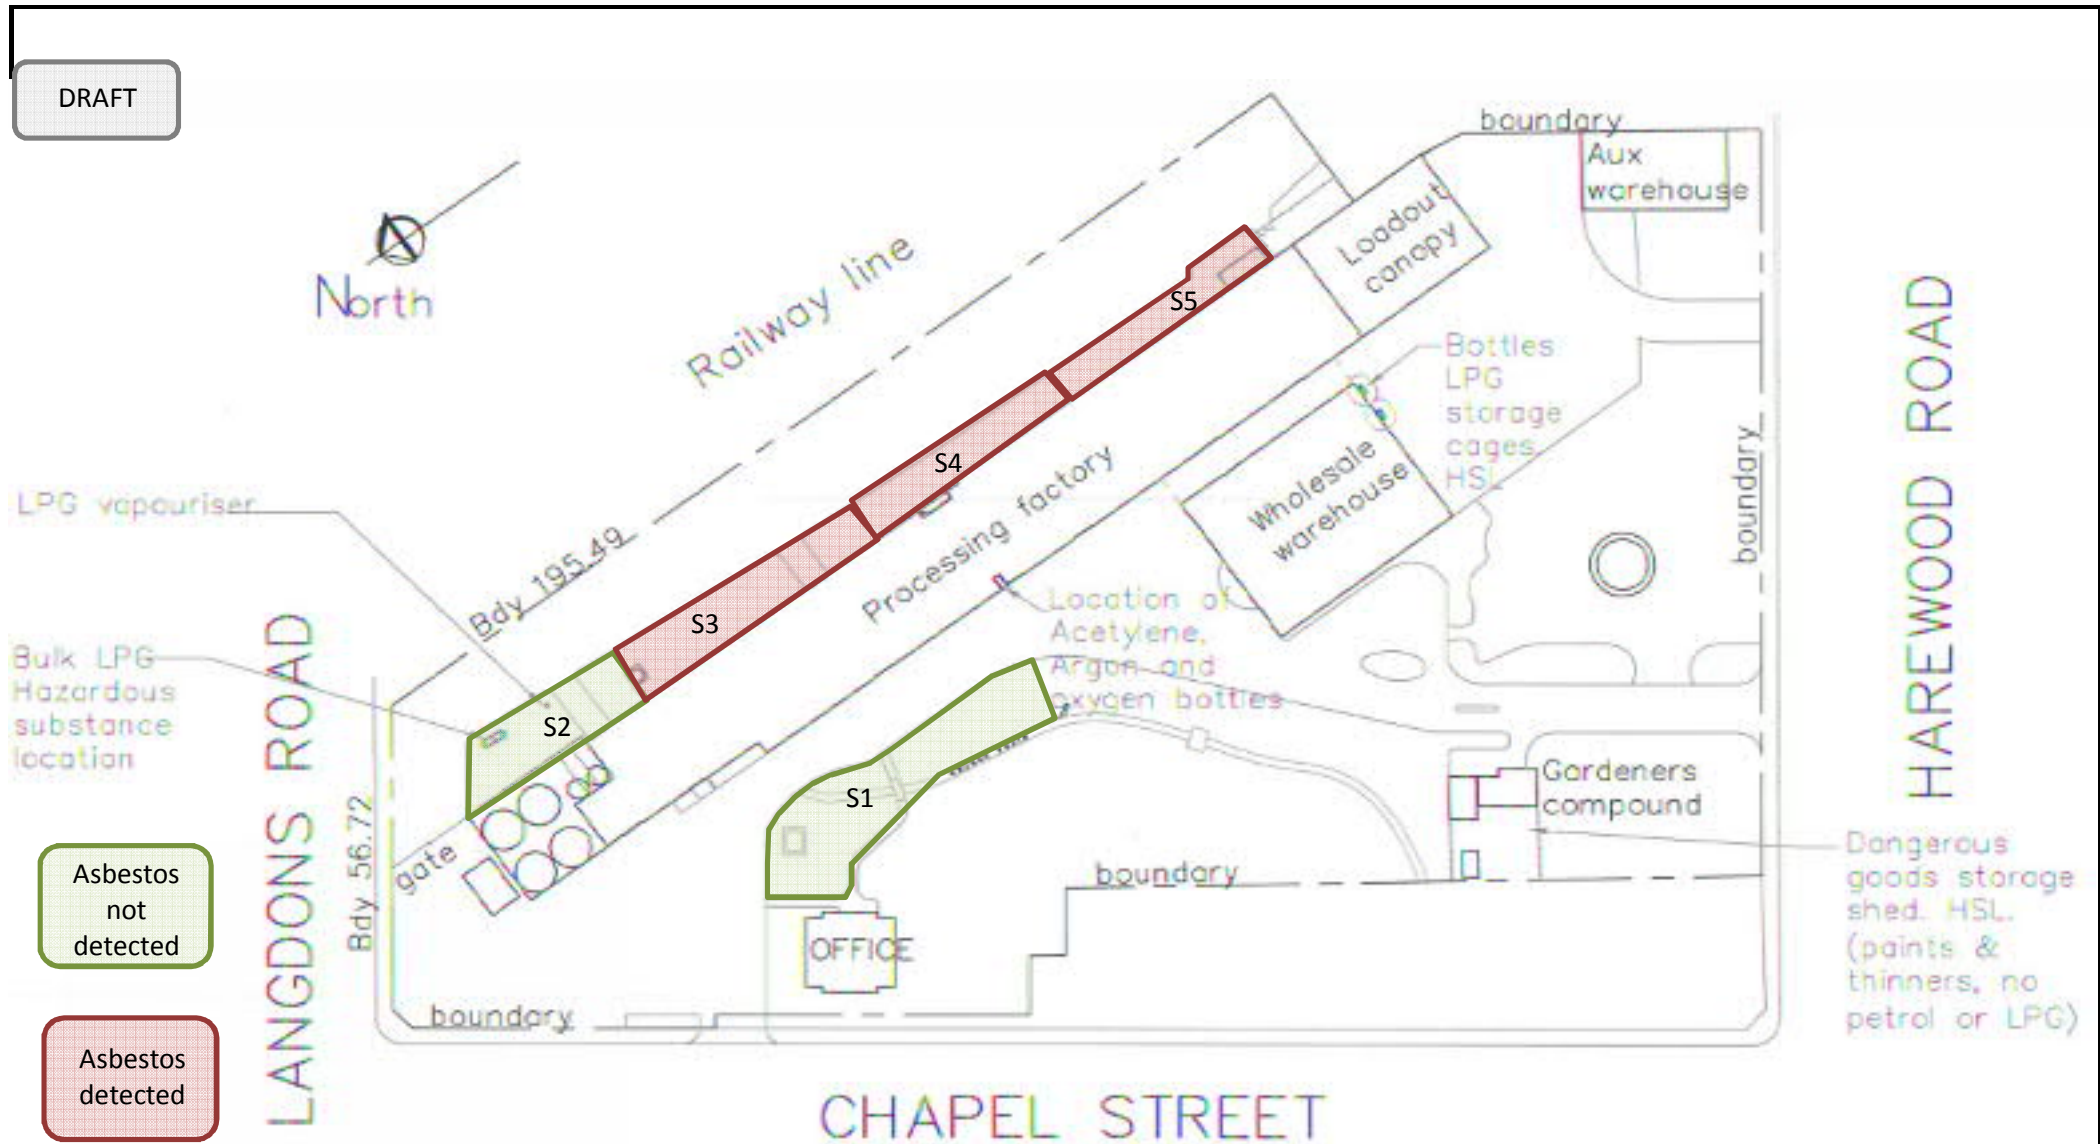 DRAFT
boundary
Aux
warehouse
North
Railway line
Loadout
canopy
S5
Bottles
LPG
storage
cages
HSL
S4
Wholesale
warehouse
Processing factory
LPG vapouriser
Bdy 195.49
S3
Location of
Acetylene,
Argon and
oxygen bottles
Bulk LPG
Hazardous
substance
location
S2
S1
boundary
HAREWOOD ROAD
Gardeners
compound
LANGDONS ROAD
Bdy 56.72
gate
Asbestos
not
detected
boundary
Dangerous
goods storage
shed. HSL.
(paints &
thinners, no
petrol or LPG)
OFFICE
boundary
Asbestos
detected
CHAPEL STREET